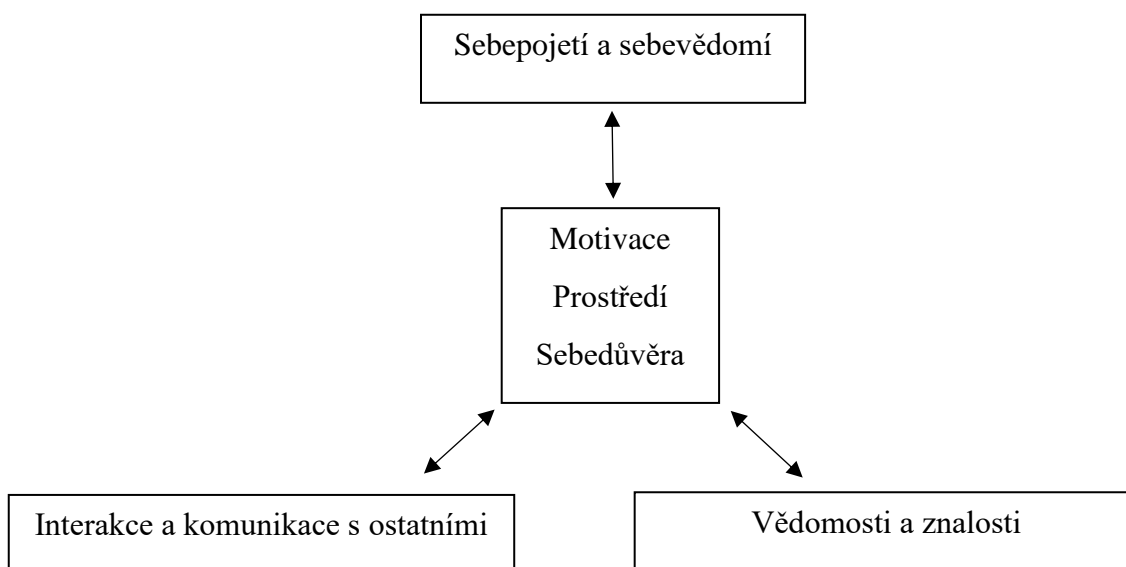 Sebepojetí a sebevědomí
Motivace
Prostředí
Sebedůvěra
Interakce a komunikace s ostatními
Vědomosti a znalosti